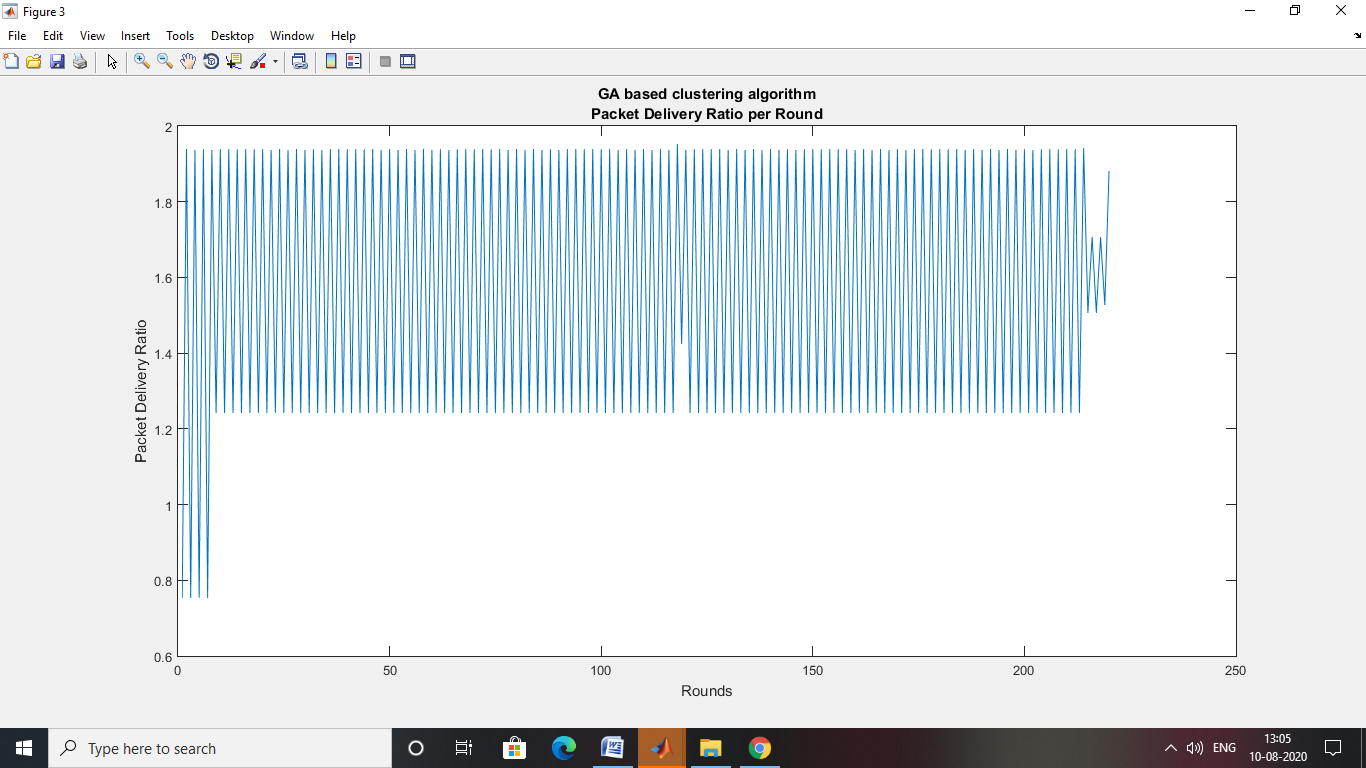 Figure 3
File Edit View Insert Tools Desktop Window Help
GA based clustering algorithm
Packet Delivery Ratio per Round
2
1.8
1.6
1.4
1.2
1
0.8
0.6
Packet Delivery Ratio
0 50 100 150 200 250
Rounds
Type here to search
ENG
13:05
10-08-2020